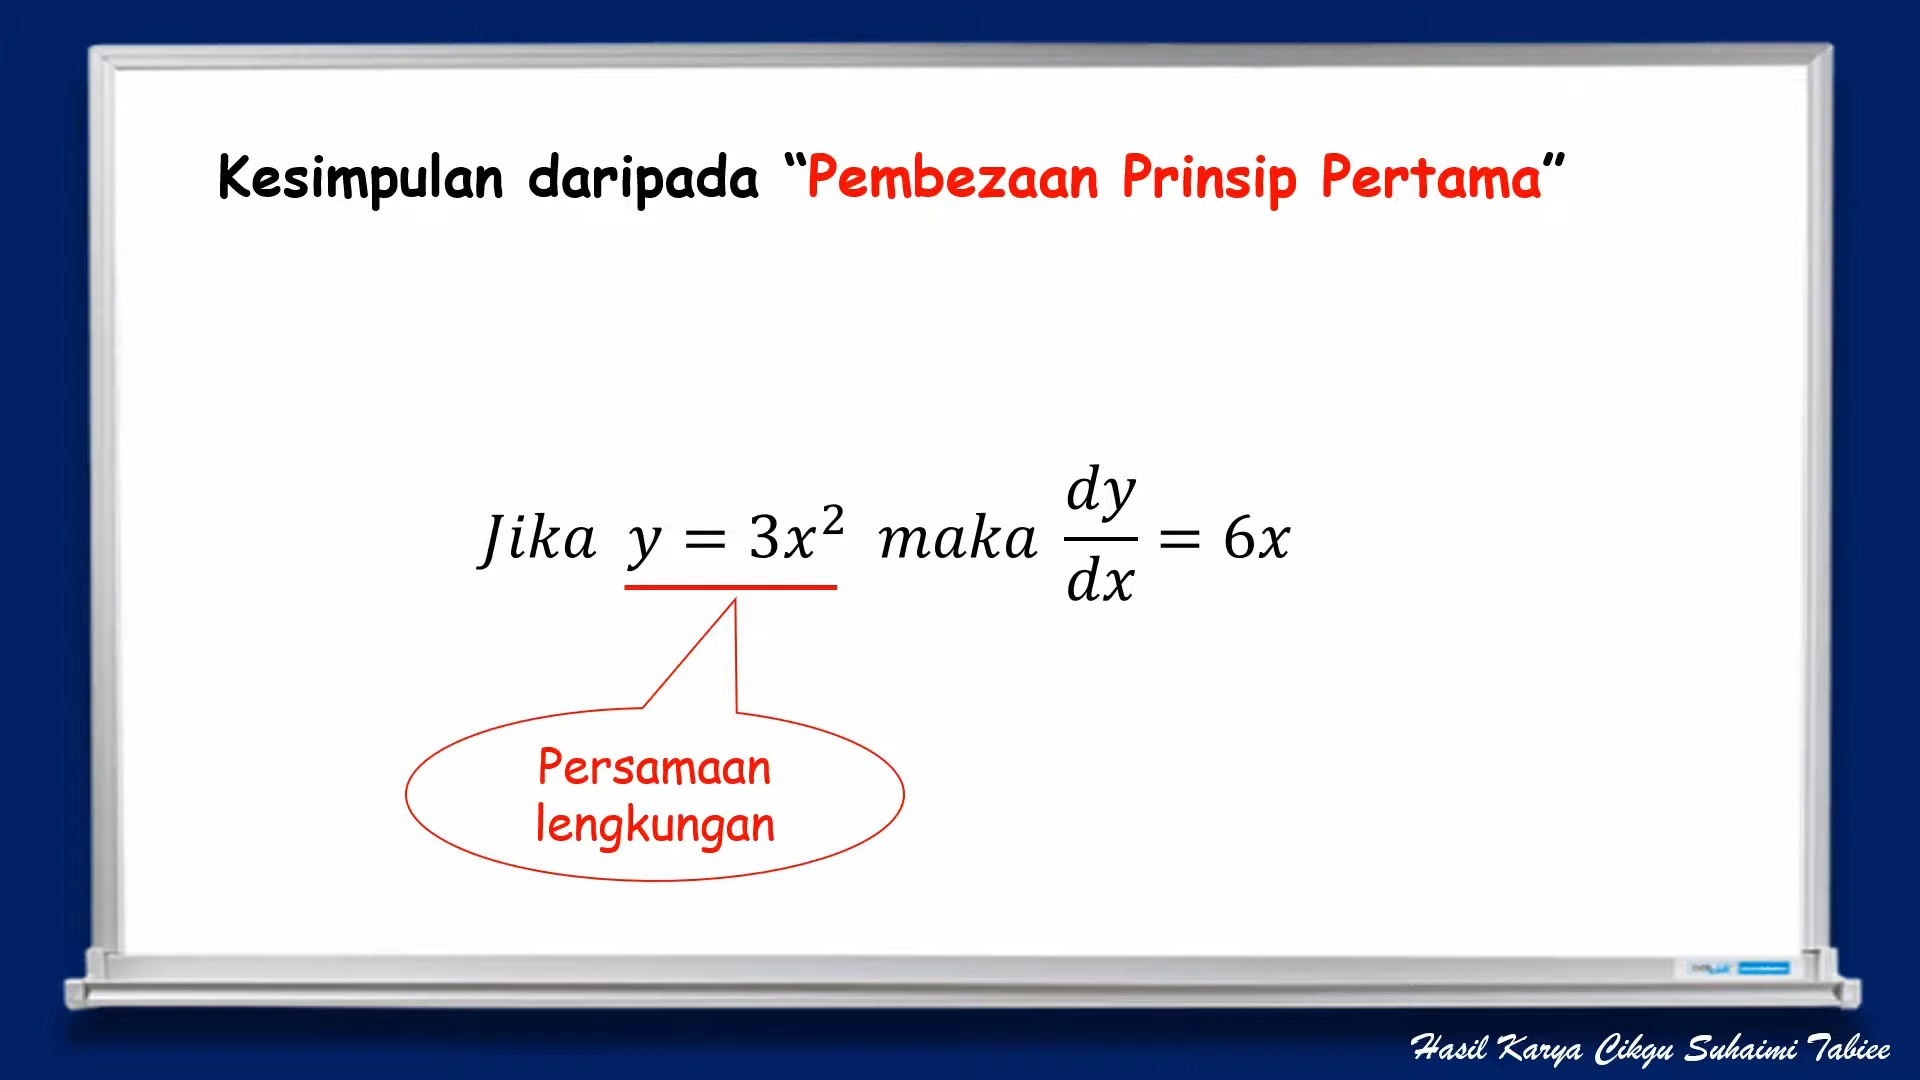 Kesimpulan daripada “Pembezaan Prinsip Pertama”
Jika y = 3x² maka dy/dx = 6x
Persamaan
lengkungan
Hasil Karya Cikgu Suhaimi Tabiee